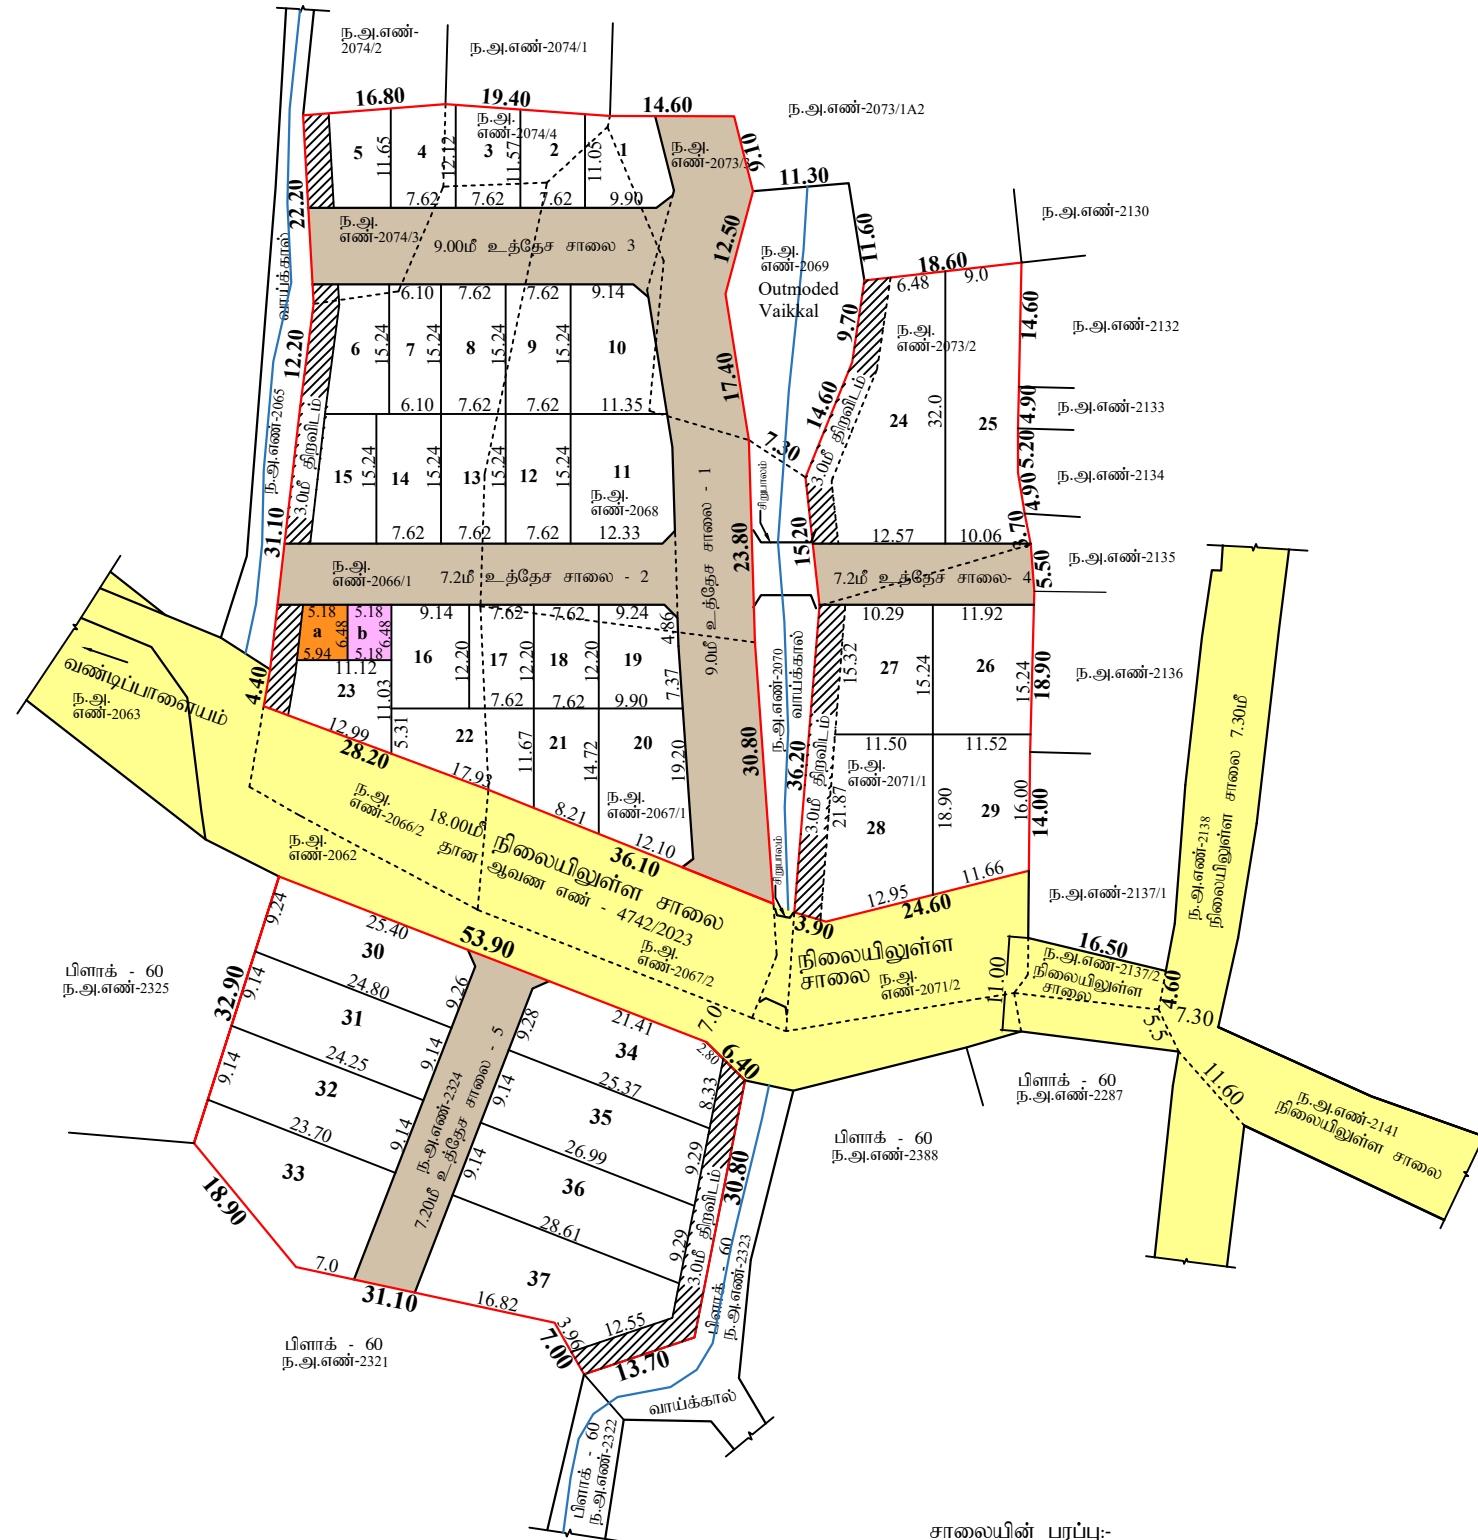 ந.அ.எண்-
2074/2
ந.அ.எண்-2074/1
16.80
19.40
14.60
ந.அ.எண்-2073/1A2
ந.அ.
எண்-2074/4
ந.அ.
எண்-2073/3
9.10
11.30
5
11.65
4
12.12
3
11.57
2
11.05
1
7.62
7.62
7.62
9.90
22.20
வாய்க்கால்
ந.அ.
எண்-2074/3
9.00மீ உத்தேச சாலை 3
12.50
ந.அ.
எண்-2069
Outmoded
Vaikkal
11.60
18.60
ந.அ.எண்-2130
6.48
9.0
6.10
7.62
7.62
9.14
12.20
6
15.24
7
15.24
8
15.24
9
15.24
10
6.10
7.62
7.62
11.35
17.40
9.70
14.60
3.0மீ திறவிடம்
ந.அ.
எண்-2073/2
14.60
ந.அ.எண்-2132
4.90
ந.அ.எண்-2133
5.20
ந.அ.எண்-2134
4.90
3.70
24
32.0
25
7.30
ந.அ.எண்-2065
3.0மீ திறவிடம்
31.10
15
15.24
14
15.24
13
15.24
12
15.24
11
ந.அ.
எண்-2068
7.62
7.62
7.62
12.33
9.0மீ உத்தேச சாலை - 1
23.80
சிறுபாலம்
15.20
12.57
10.06
ந.அ.எண்-2135
5.50
ந.அ.
எண்-2066/1
7.2மீ உத்தேச சாலை - 2
7.2மீ உத்தேச சாலை- 4
5.18
5.18
9.14
7.62
7.62
9.24
4.86
10.29
11.92
a
6.48
b
6.48
5.94
5.18
11.12
16
12.20
17
12.20
18
12.20
19
7.37
15.32
27
15.24
26
15.24
18.90
ந.அ.எண்-2136
வண்டிப்பாளையம்
ந.அ.
எண்-2063
4.40
23
11.03
12.99
28.20
7.62
7.62
9.90
5.31
22
11.67
21
14.72
20
19.20
30.80
ந.அ.எண்-2070
வாய்க்கால்
36.20
3.0மீ திறவிடம்
11.50
11.52
ந.அ.
எண்-2071/1
21.87
28
18.90
29
16.00
14.00
17.93
8.21
12.10
36.10
ந.அ.
எண்-2067/1
ந.அ.
எண்-2066/2
ந.அ.
எண்-2062
18.00மீ நிலையிலுள்ள சாலை
தான ஆவண எண் - 4742/2023
ந.அ.
எண்-2067/2
சிறுபாலம்
3.90
12.95
11.66
24.60
ந.அ.எண்-2137/1
ந.அ.எண்-2138
நிலையிலுள்ள சாலை 7.30மீ
நிலையிலுள்ள
சாலை
ந.அ.
எண்-2071/2
16.50
ந.அ.எண்-2137/2
நிலையிலுள்ள
சாலை
11.00
4.60
5.5
7.30
11.60
ந.அ.எண்-2141
நிலையிலுள்ள சாலை
பிளாக் - 60
ந.அ.எண்-2287
பிளாக் - 60
ந.அ.எண்-2388
பிளாக் - 60
ந.அ.எண்-2325
9.24
25.40
53.90
30
9.14
32.90
24.80
9.26
31
24.25
9.14
9.14
32
23.70
9.14
33
18.90
7.0
31.10
ந.அ.எண்-2324
7.20மீ உத்தேச சாலை - 5
9.28
21.41
7.0
2.80
6.40
34
25.37
8.33
9.14
35
26.99
9.29
9.14
36
28.61
9.29
37
16.82
3.96
12.55
7.00
13.70
3.0மீ திறவிடம்
30.80
பிளாக் - 60
ந.அ.எண்-2323
பிளாக் - 60
ந.அ.எண்-2321
வாய்க்கால்
பிளாக் - 60
ந.அ.எண்-2322
சாலையின் பரப்பு:-